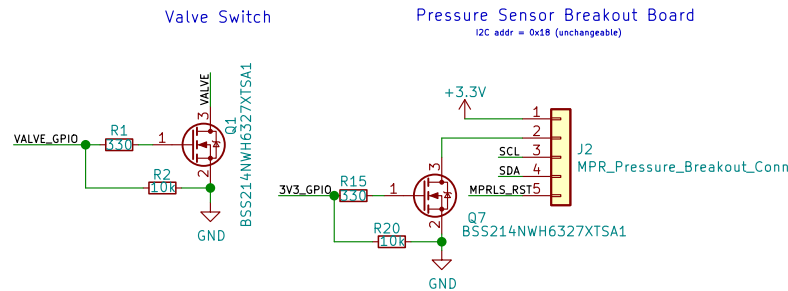 Valve Switch
VALVE
3
Q1
BSS214NWH6327XTSA1
VALVE_GPIO
R1
330
1
R2
10k
2
GND
Pressure Sensor Breakout Board
I2C addr = 0x18 (unchangeable)
+3.3V
1
2
SCL 3
SDA 4
MPRLS_RST 5
J2
MPR_Pressure_Breakout_Conn
3
3V3_GPIO
R15
330
1
2
Q7
BSS214NWH6327XTSA1
R20
10k
GND